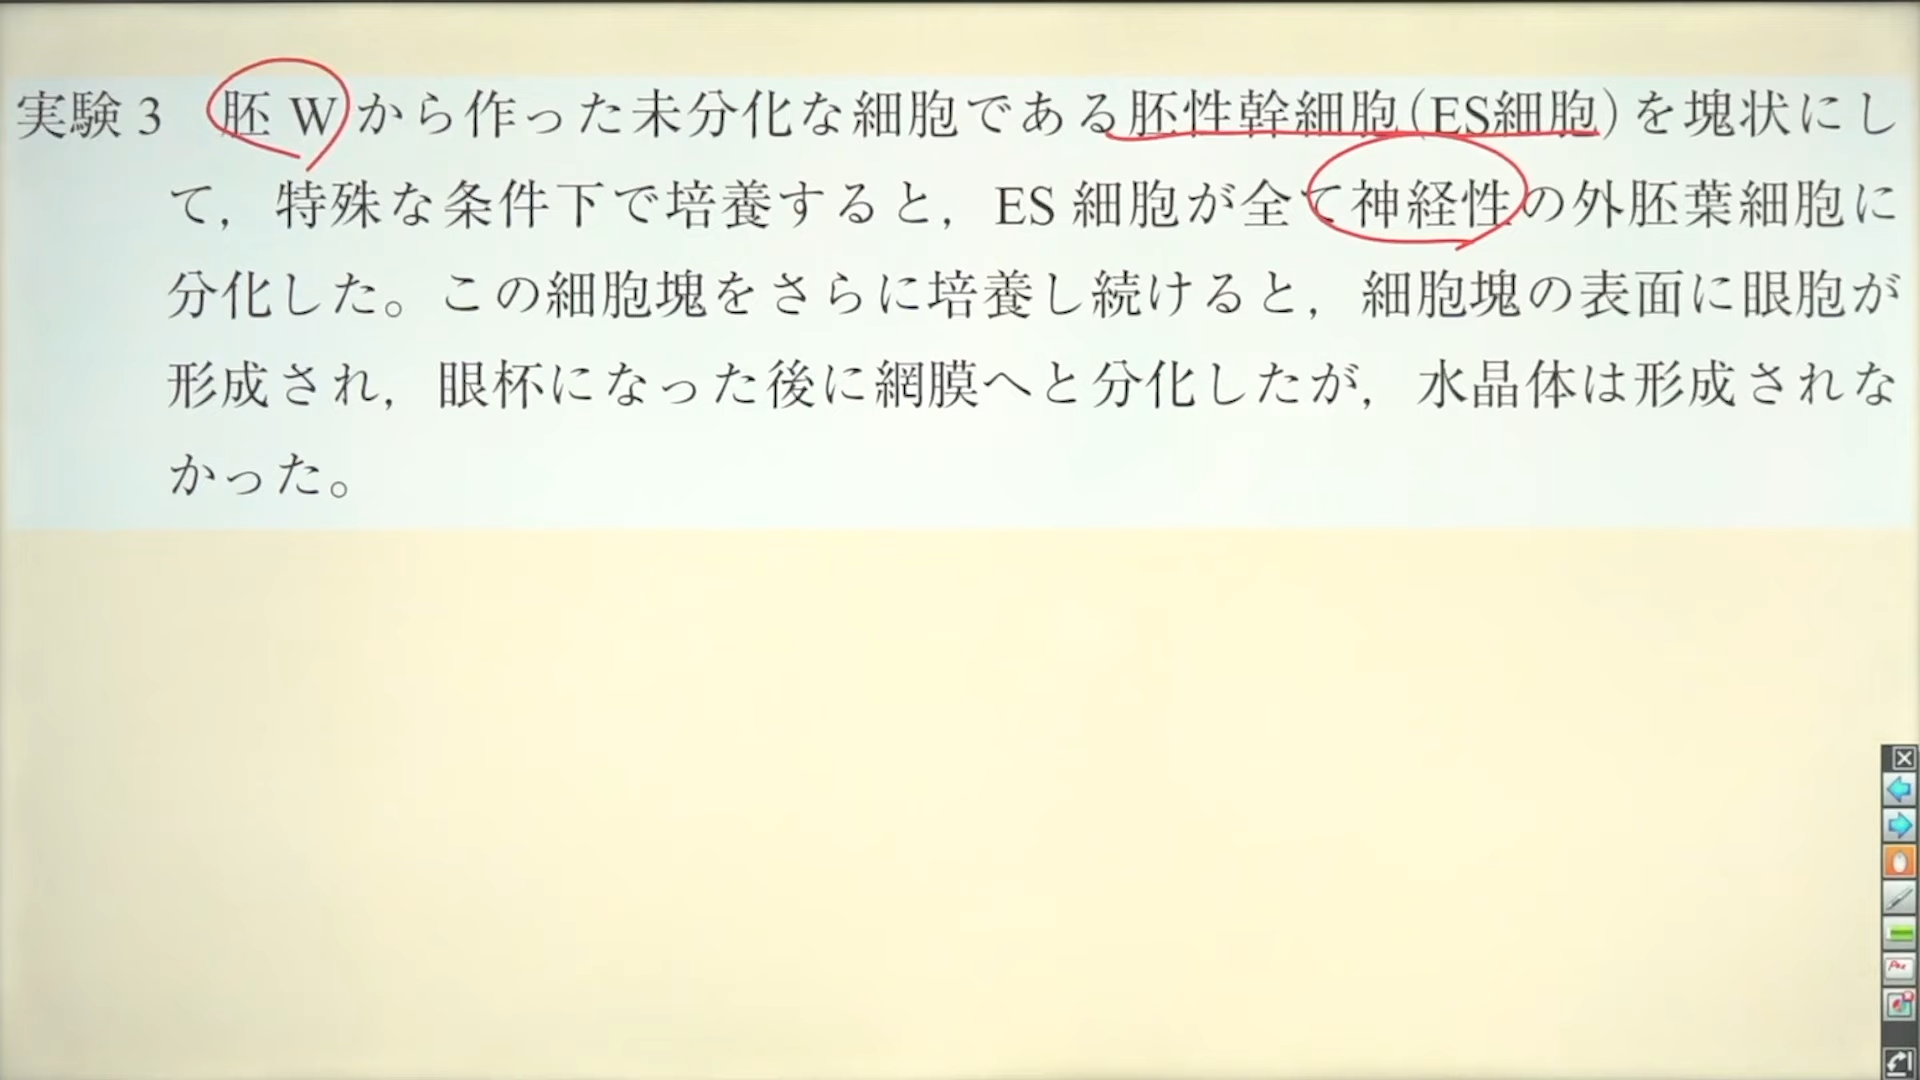 実験3 胚Wから作った未分化な細胞である胚性幹細胞(ES細胞)を塊状にし
て，特殊な条件下で培養すると，ES細胞が全て神経性の外胚葉細胞に
分化した。この細胞塊をさらに培養し続けると，細胞塊の表面に眼胞が
形成され，眼杯になった後に網膜へと分化したが，水晶体は形成されな
かった。